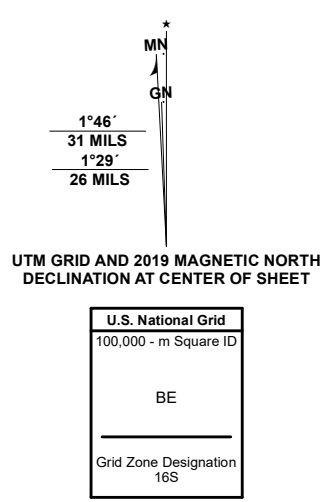 MN
GN
1°46´
31 MILS
1°29´
26 MILS
UTM GRID AND 2019 MAGNETIC NORTH
DECLINATION AT CENTER OF SHEET
U.S. National Grid
100,000 - m Square ID
BE
Grid Zone Designation
16S